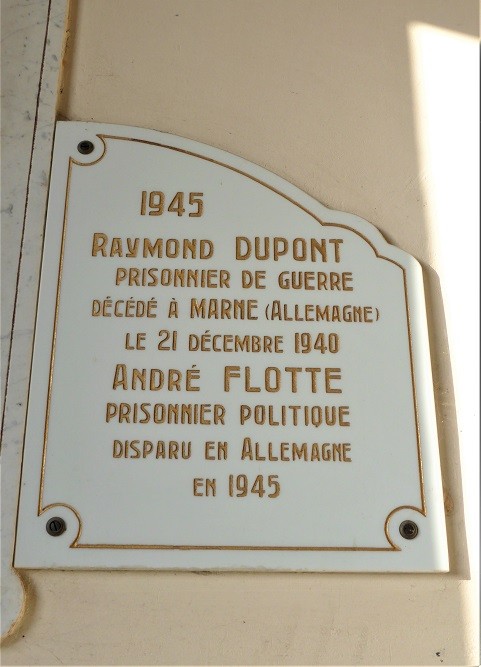 1945
RAYMOND DUPONT
PRISONNIER DE GUERRE
DÉCÉDÉ À MARNE (ALLEMAGNE)
LE 21 DÉCEMBRE 1940
ANDRÉ FLOTTE
PRISONNIER POLITIQUE
DISPARU EN ALLEMAGNE
EN 1945